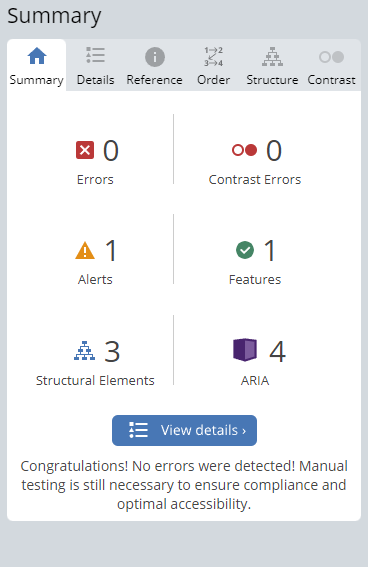 Summary
Summary Details Reference Order Structure Contrast
1→2
3→4
0 0
Errors Contrast Errors
1 1
Alerts Features
3 4
Structural Elements ARIA
View details ›
Congratulations! No errors were detected! Manual
testing is still necessary to ensure compliance and
optimal accessibility.